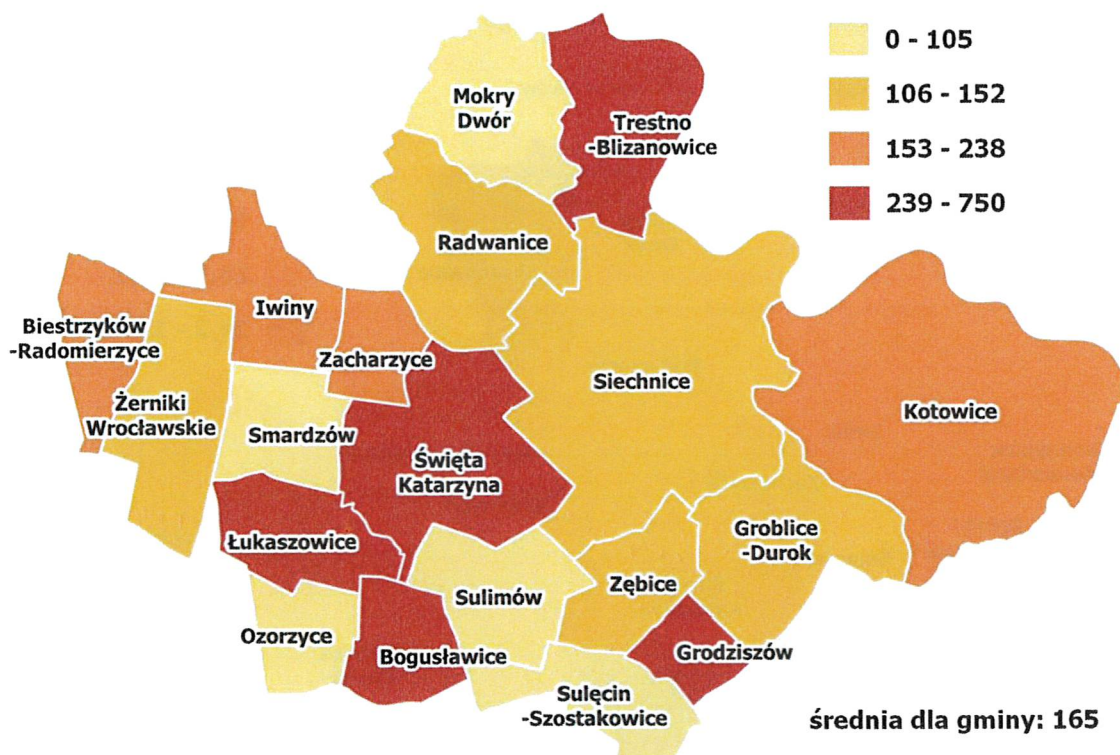 0 - 105
106 - 152
153 - 238
239 - 750
Mokry
Dwór
Trestno
-Blizanowice
Radwanice
Iwiny
Biestrzyków
-Radomierzyce
Zacharzyce
Siechnice
Żerniki
Wrocławskie
Smardzów
Kotowice
Święta
Katarzyna
Łukaszowice
Groblice
-Durok
Sulimów
Zębice
Ozorzyce
Bogusławice
Grodziszów
Sulęcin
-Szostakowice
średnia dla gminy: 165